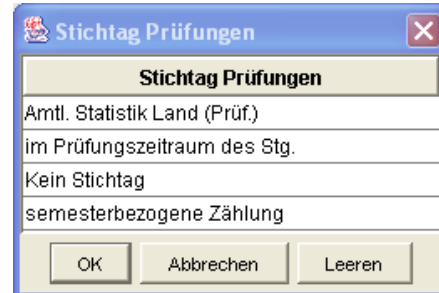 Stichtag Prüfungen
Stichtag Prüfungen
Amtl. Statistik Land (Prüf.)
im Prüfungszeitraum des Stg.
Kein Stichtag
semesterbezogene Zählung
OK Abbrechen Leeren